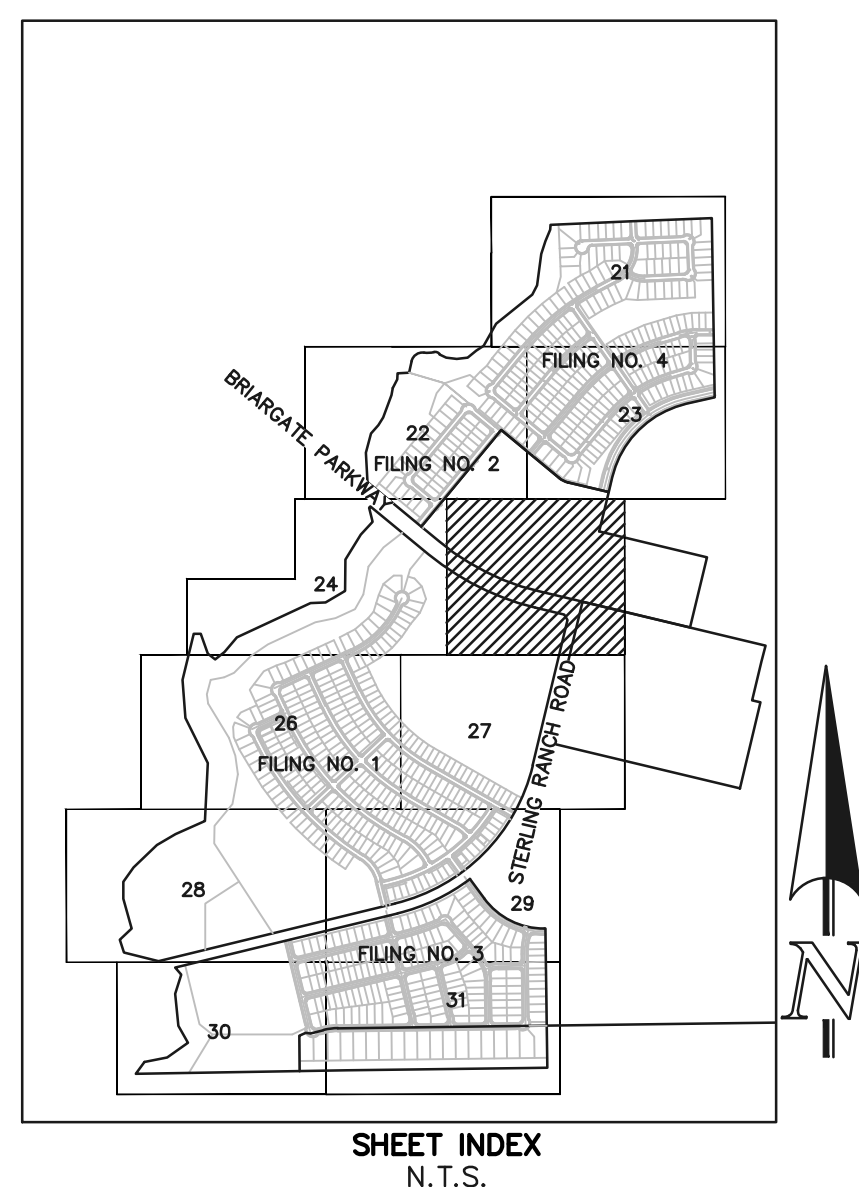 21
FILING NO. 4
BRIARGATE PARKWAY
23
22
FILING NO. 2
24
STERLING RANCH ROAD
26
27
FILING NO. 1
28
29
FILING NO. 3
31
30
N
SHEET INDEX
N.T.S.